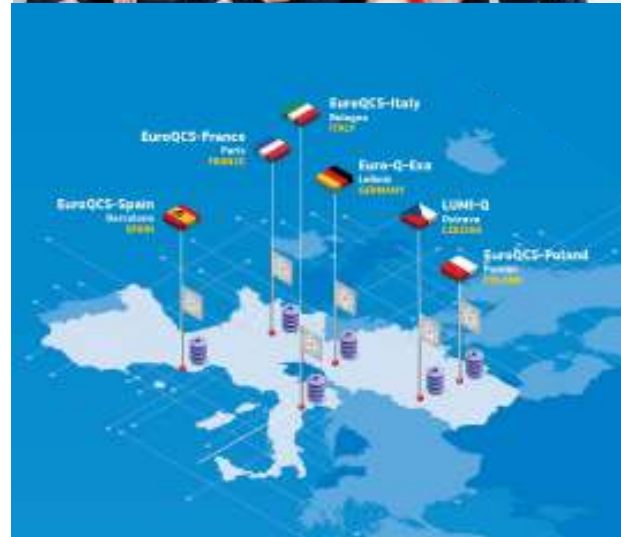 EuroQCS-Italy
Bologna
ITALY
EuroQCS-France
Paris
FRANCE
Euro-Q-Exa
Leibniz
GERMANY
EuroQCS-Spain
Barcelona
SPAIN
LUMI-Q
Ostrava
CZECHIA
EuroQCS-Poland
Poznan
POLAND